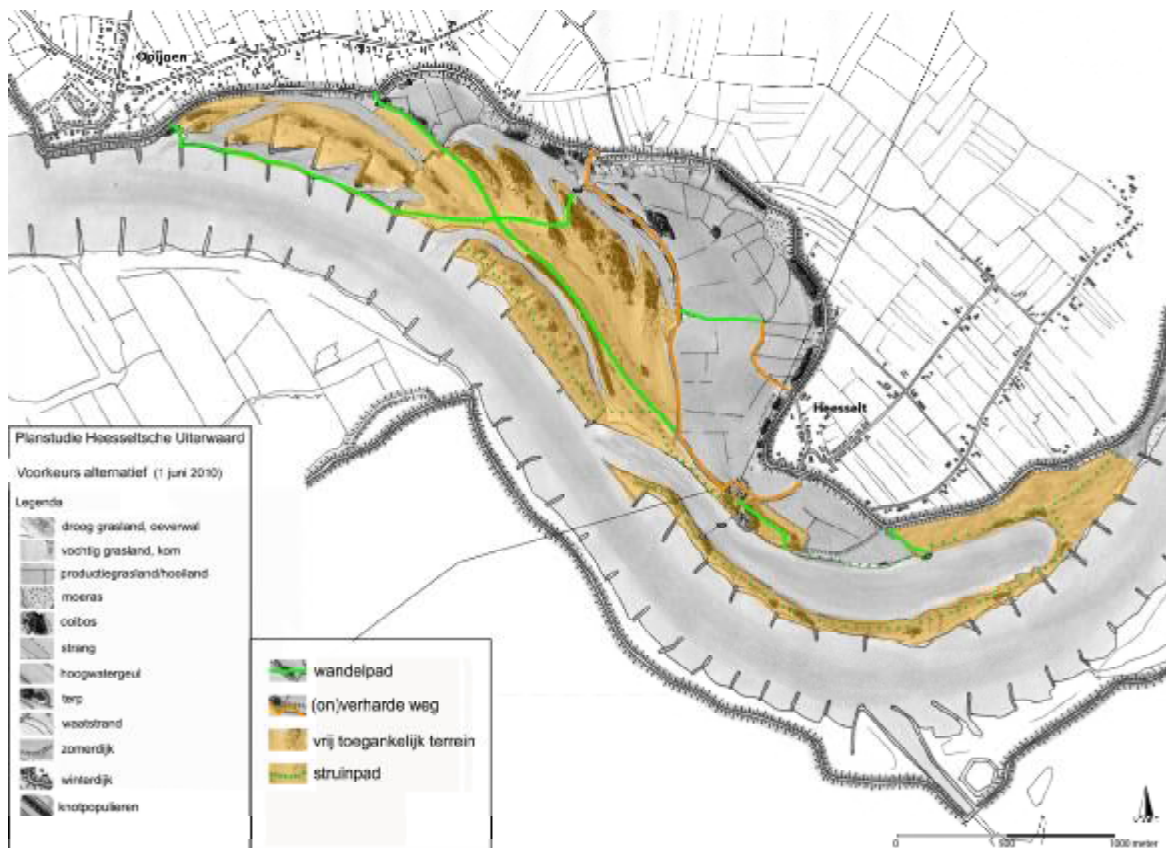 Opijnen
Heesselt
Planstudie Heesseltsche Uiterwaard
Voorkeurs alternatief (1 juni 2010)
Legenda
droog grasland, oeverwal
vochtig grasland, kom
productiegrasland/hooiland
moeras
ooibos
strang
hoogwatergeul
terp
waatstrand
zomerdijk
winterdijk
knotpopulieren
wandelpad
(on)verharde weg
vrij toegankelijk terrein
struinpad
0 500 1000 meter